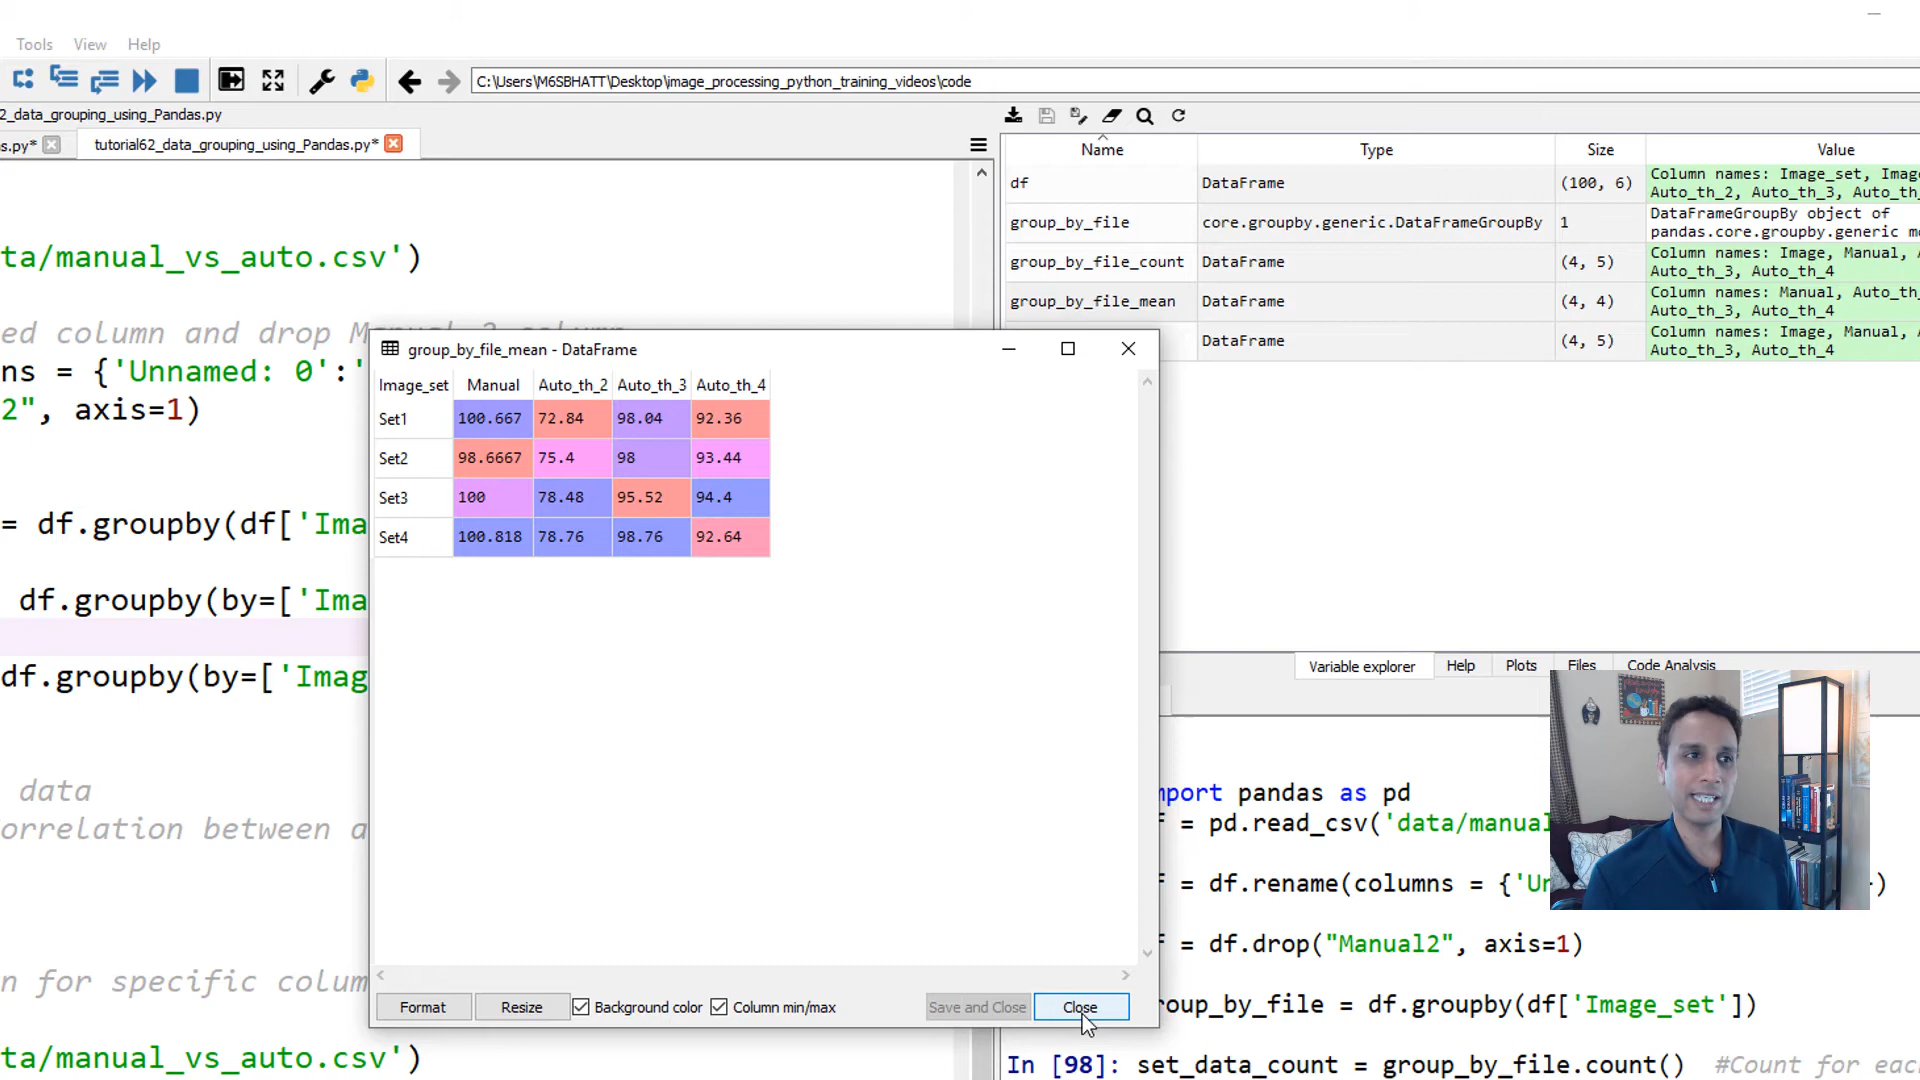 Tools View Help
C:\Users\M6SBHATT\Desktop\image_processing_python_training_videos\code
2_data_grouping_using_Pandas.py
s.py* tutorial62_data_grouping_using_Pandas.py*
ta/manual_vs_auto.csv')
ed column and drop
ns = {'Unnamed: 0':'
2", axis=1)
= df.groupby(df['Ima
df.groupby(by=['Ima
df.groupby(by=['Imag
data
orrelation between a
n for specific colum
ta/manual_vs_auto.csv')
group_by_file_mean - DataFrame
Image_set Manual Auto_th_2 Auto_th_3 Auto_th_4
Set1 100.667 72.84 98.04 92.36
Set2 98.6667 75.4 98 93.44
Set3 100 78.48 95.52 94.4
Set4 100.818 78.76 98.76 92.64
Format Resize Background color Column min/max Save and Close Close
Name Type Size Value
df DataFrame (100, 6) Column names: Image_set, Imag
Auto_th_2, Auto_th_3, Auto_th
group_by_file core.groupby.generic.DataFrameGroupBy 1 DataFrameGroupBy object of
pandas.core.groupby.generic m
group_by_file_count DataFrame (4, 5) Column names: Image, Manual,
Auto_th_3, Auto_th_4
group_by_file_mean DataFrame (4, 4) Column names: Manual, Auto_th
Auto_th_3, Auto_th_4
DataFrame (4, 5) Column names: Image, Manual,
Auto_th_3, Auto_th_4
Variable explorer Help Plots Files Code Analysis
mport pandas as pd
f = pd.read_csv('data/manual
f = df.rename(columns = {'Un )
f = df.drop("Manual2", axis=1)
roup_by_file = df.groupby(df['Image_set'])
In [98]: set_data_count = group_by_file.count() #Count for eac